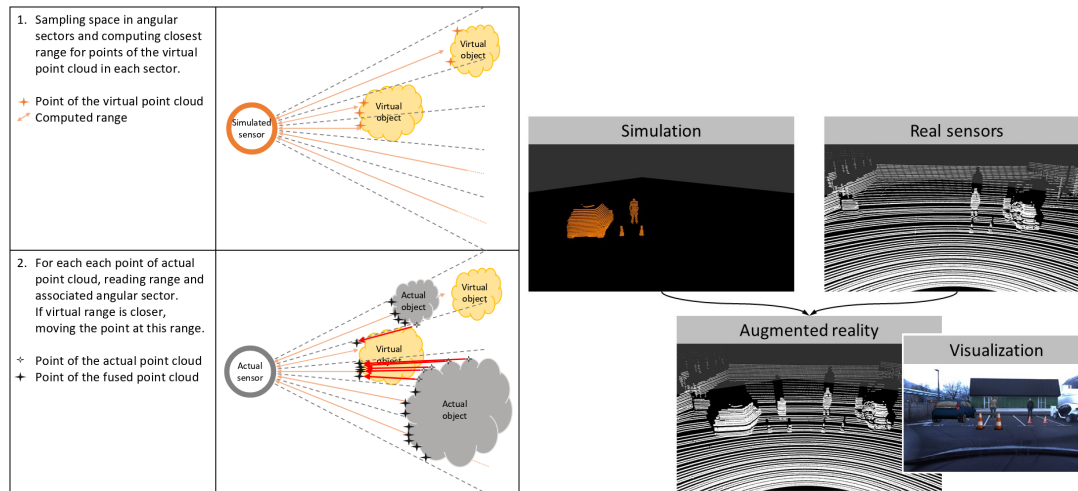 1. Sampling space in angular
sectors and computing closest
range for points of the virtual
point cloud in each sector.
Point of the virtual point cloud
Computed range
Virtual
object
Virtual
object
Simulated
sensor
2. For each each point of actual
point cloud, reading range and
associated angular sector.
If virtual range is closer,
moving the point at this range.
Point of the actual point cloud
Point of the fused point cloud
Actual
object
Virtual
object
Virtual
object
Actual
sensor
Actual
object
Simulation
Real sensors
Augmented reality
Visualization